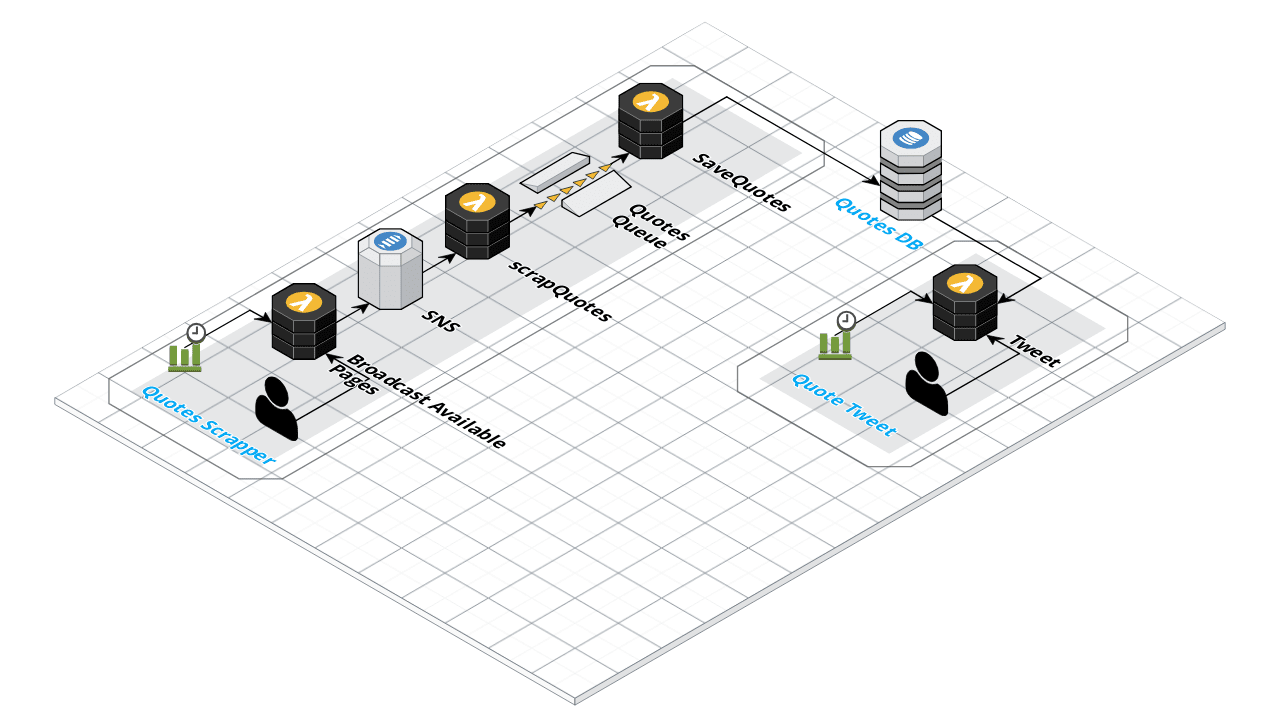 SaveQuotes
Quotes
Queue
scrapQuotes
SNS
Broadcast Available
Pages
Quotes Scrapper
Quotes DB
Tweet
Quote Tweet